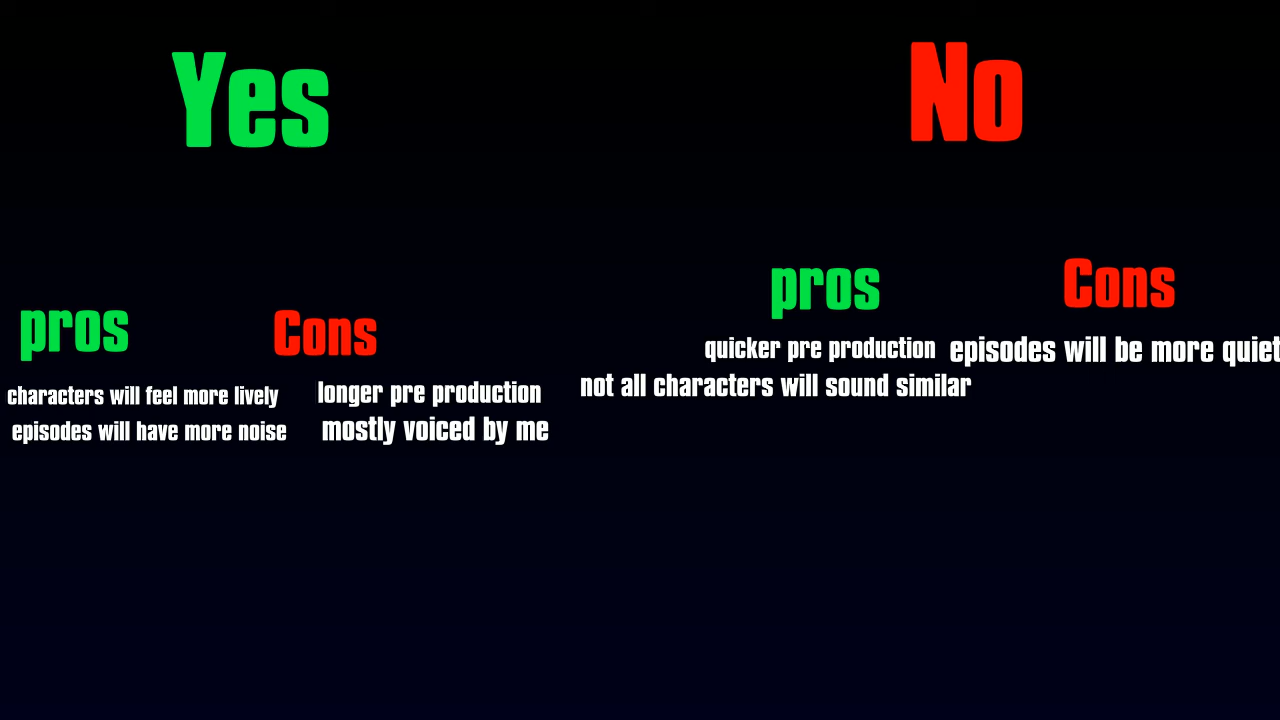 Yes
No
pros
Cons
characters will feel more lively
episodes will have more noise
longer pre production
mostly voiced by me
pros
Cons
quicker pre production
not all characters will sound similar
episodes will be more quiet